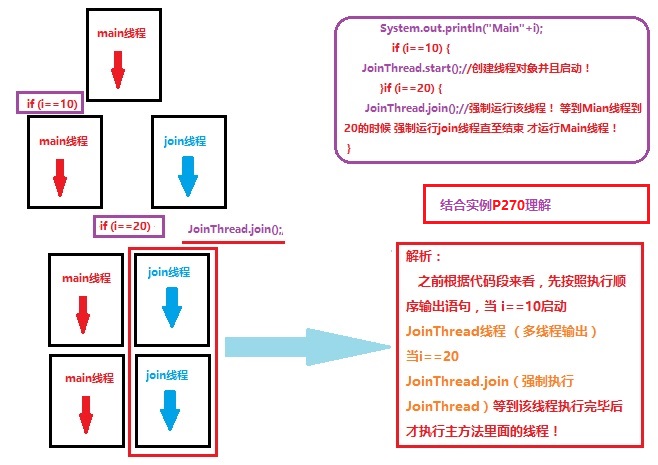 main线程
if (i==10)
main线程
join线程
if (i==20)
JoinThread.join();
main线程
join线程
main线程
join线程
System.out.println("Main"+i);
if (i==10) {
JoinThread.start();//创建线程对象并且启动！
}if (i==20) {
JoinThread.join();//强制运行该线程！ 等到Mian线程到
20的时候 强制运行join线程直至结束 才运行Main线程！
}
结合实例P270理解
解析：
之前根据代码段来看，先按照执行顺
序输出语句，当 i==10启动
JoinThread线程 （多线程输出）
当i==20
JoinThread.join（强制执行
JoinThread）等到该线程执行完毕后
才执行主方法里面的线程！